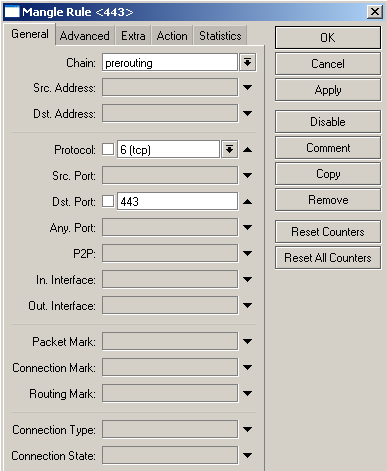 Mangle Rule <443>
General Advanced Extra Action Statistics
Chain: prerouting
Src. Address:
Dst. Address:
Protocol: 6 (tcp)
Src. Port:
Dst. Port: 443
Any. Port:
P2P:
In. Interface:
Out. Interface:
Packet Mark:
Connection Mark:
Routing Mark:
Connection Type:
Connection State:
OK
Cancel
Apply
Disable
Comment
Copy
Remove
Reset Counters
Reset All Counters